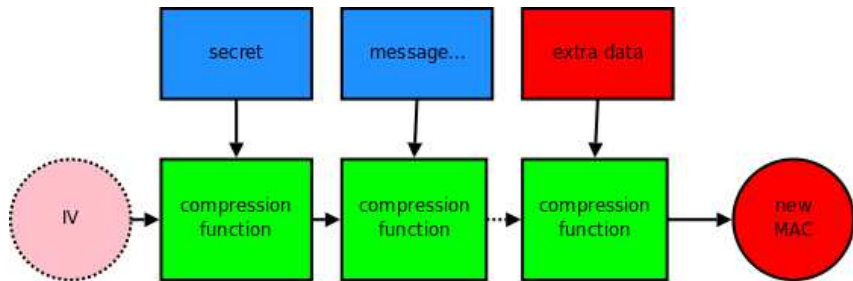 secret
message...
extra data
IV
compression
function
compression
function
compression
function
new
MAC